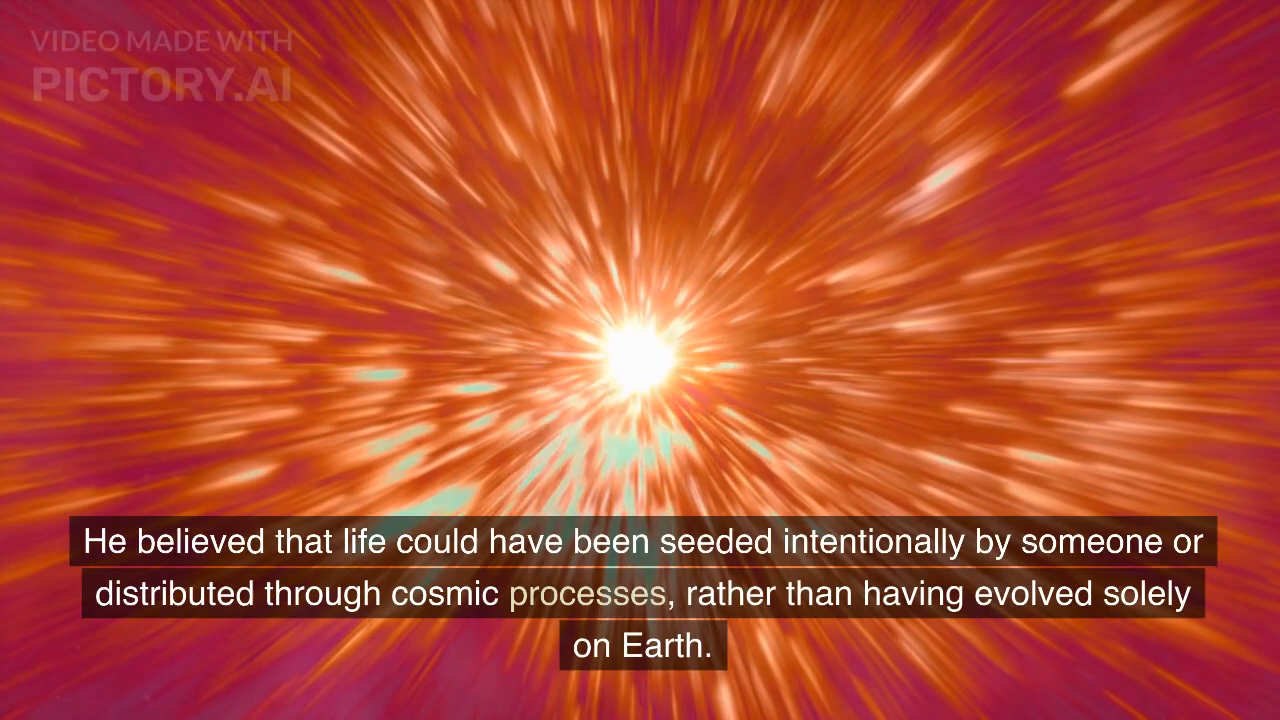 VIDEO MADE WITH
PICTORY.AI
He believed that life could have been seeded intentionally by someone or
distributed through cosmic processes, rather than having evolved solely
on Earth.